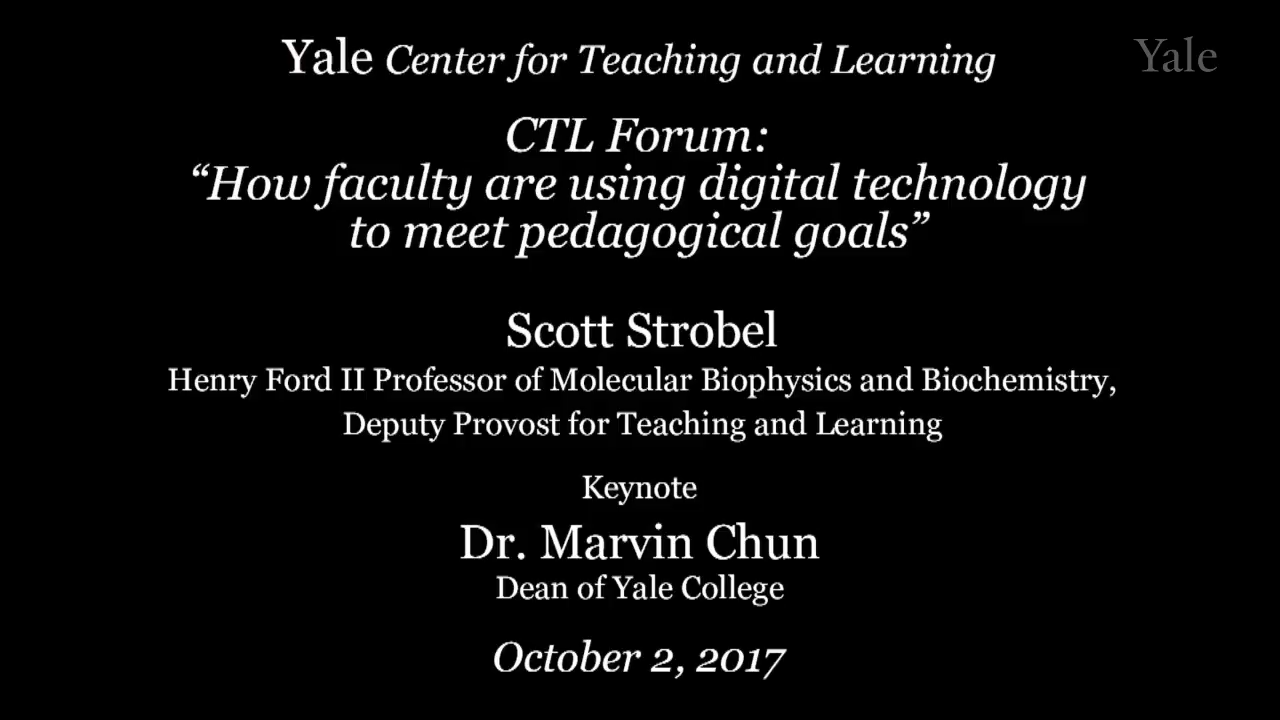 Yale Center for Teaching and Learning
Yale
CTL Forum:
“How faculty are using digital technology
to meet pedagogical goals”
Scott Strobel
Henry Ford II Professor of Molecular Biophysics and Biochemistry,
Deputy Provost for Teaching and Learning
Keynote
Dr. Marvin Chun
Dean of Yale College
October 2, 2017